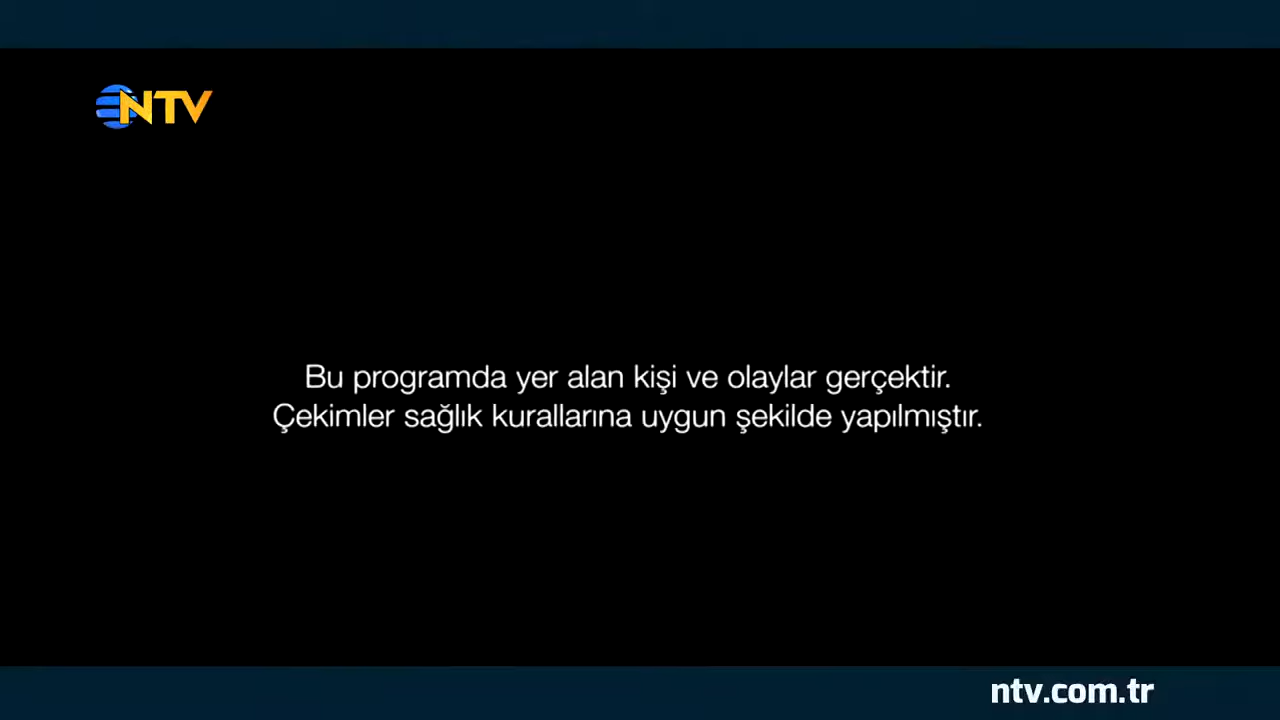 NTV
Bu programda yer alan kişi ve olaylar gerçektir.
Çekimler sağlık kurallarına uygun şekilde yapılmıştır.
ntv.com.tr